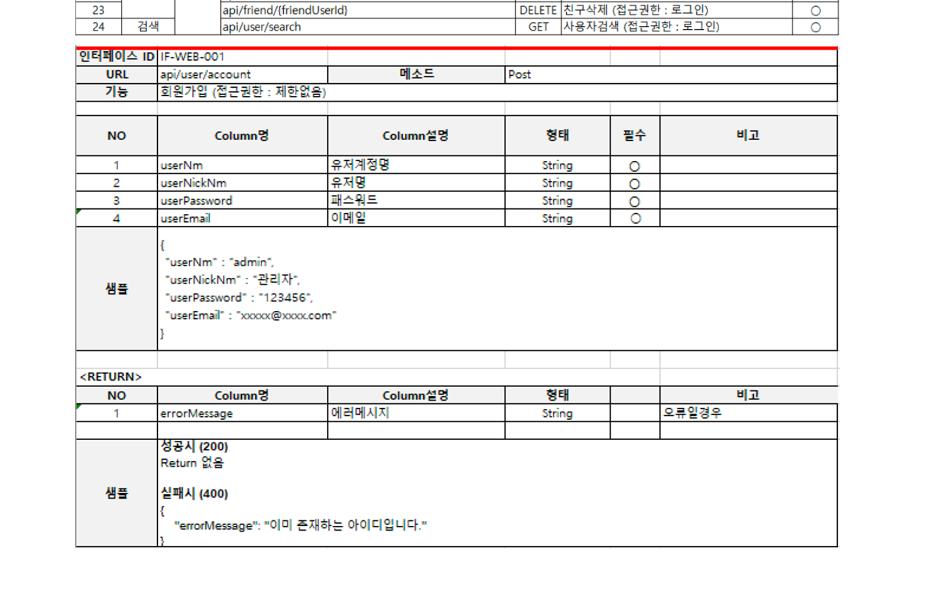 23 api/friend/{friendUserId} DELETE 친구삭제 (접근권한 : 로그인) ○
24 검색 api/user/search GET 사용자검색 (접근권한 : 로그인) ○
인터페이스 ID IF-WEB-001
URL api/user/account 메소드 Post
기능 회원가입 (접근권한 : 제한없음)
NO Column명 Column설명 형태 필수 비고
1 userNm 유저계정명 String ○
2 userNickNm 유저명 String ○
3 userPassword 패스워드 String ○
4 userEmail 이메일 String ○
샘플
{
"userNm" : "admin",
"userNickNm" : "관리자",
"userPassword" : "123456",
"userEmail" : "xxxxx@xxxx.com"
}
<RETURN>
NO Column명 Column설명 형태 비고
1 errorMessage 에러메시지 String 오류일경우
샘플
성공시 (200)
Return 없음
실패시 (400)
{
"errorMessage": "이미 존재하는 아이디입니다."
}